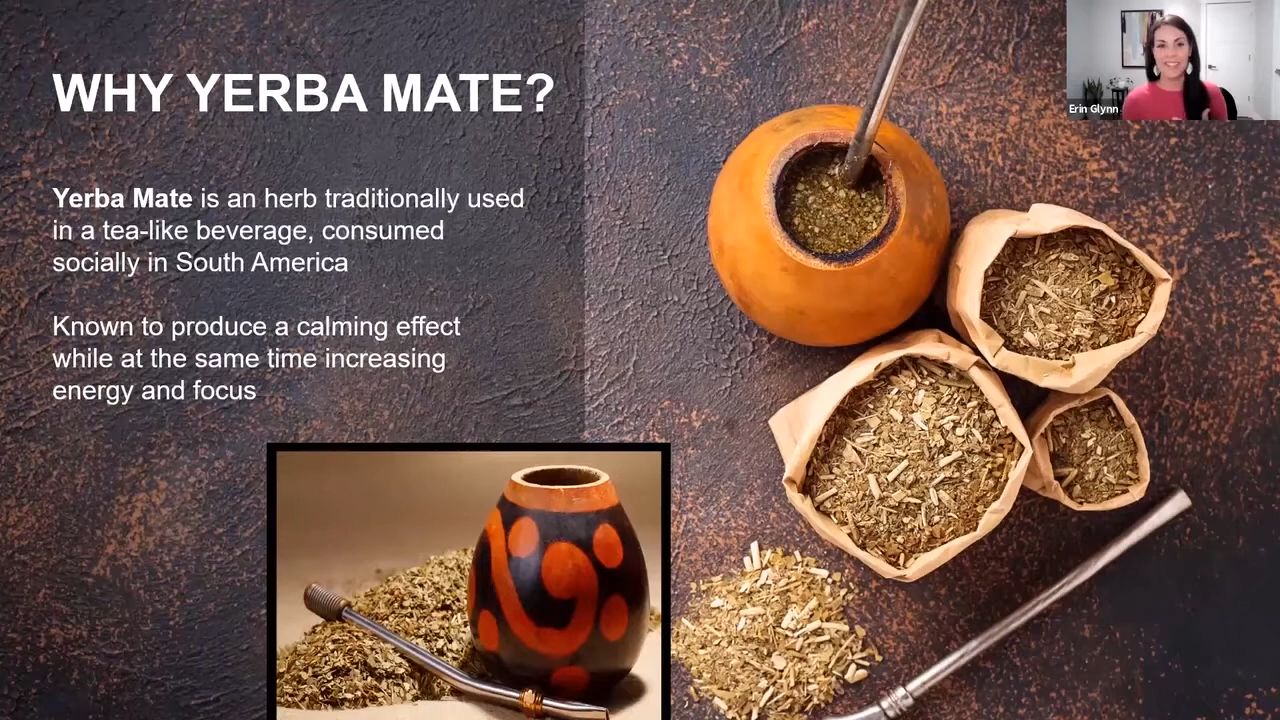 WHY YERBA MATE?
Erin Glynn
Yerba Mate is an herb traditionally used
in a tea-like beverage, consumed
socially in South America
Known to produce a calming effect
while at the same time increasing
energy and focus